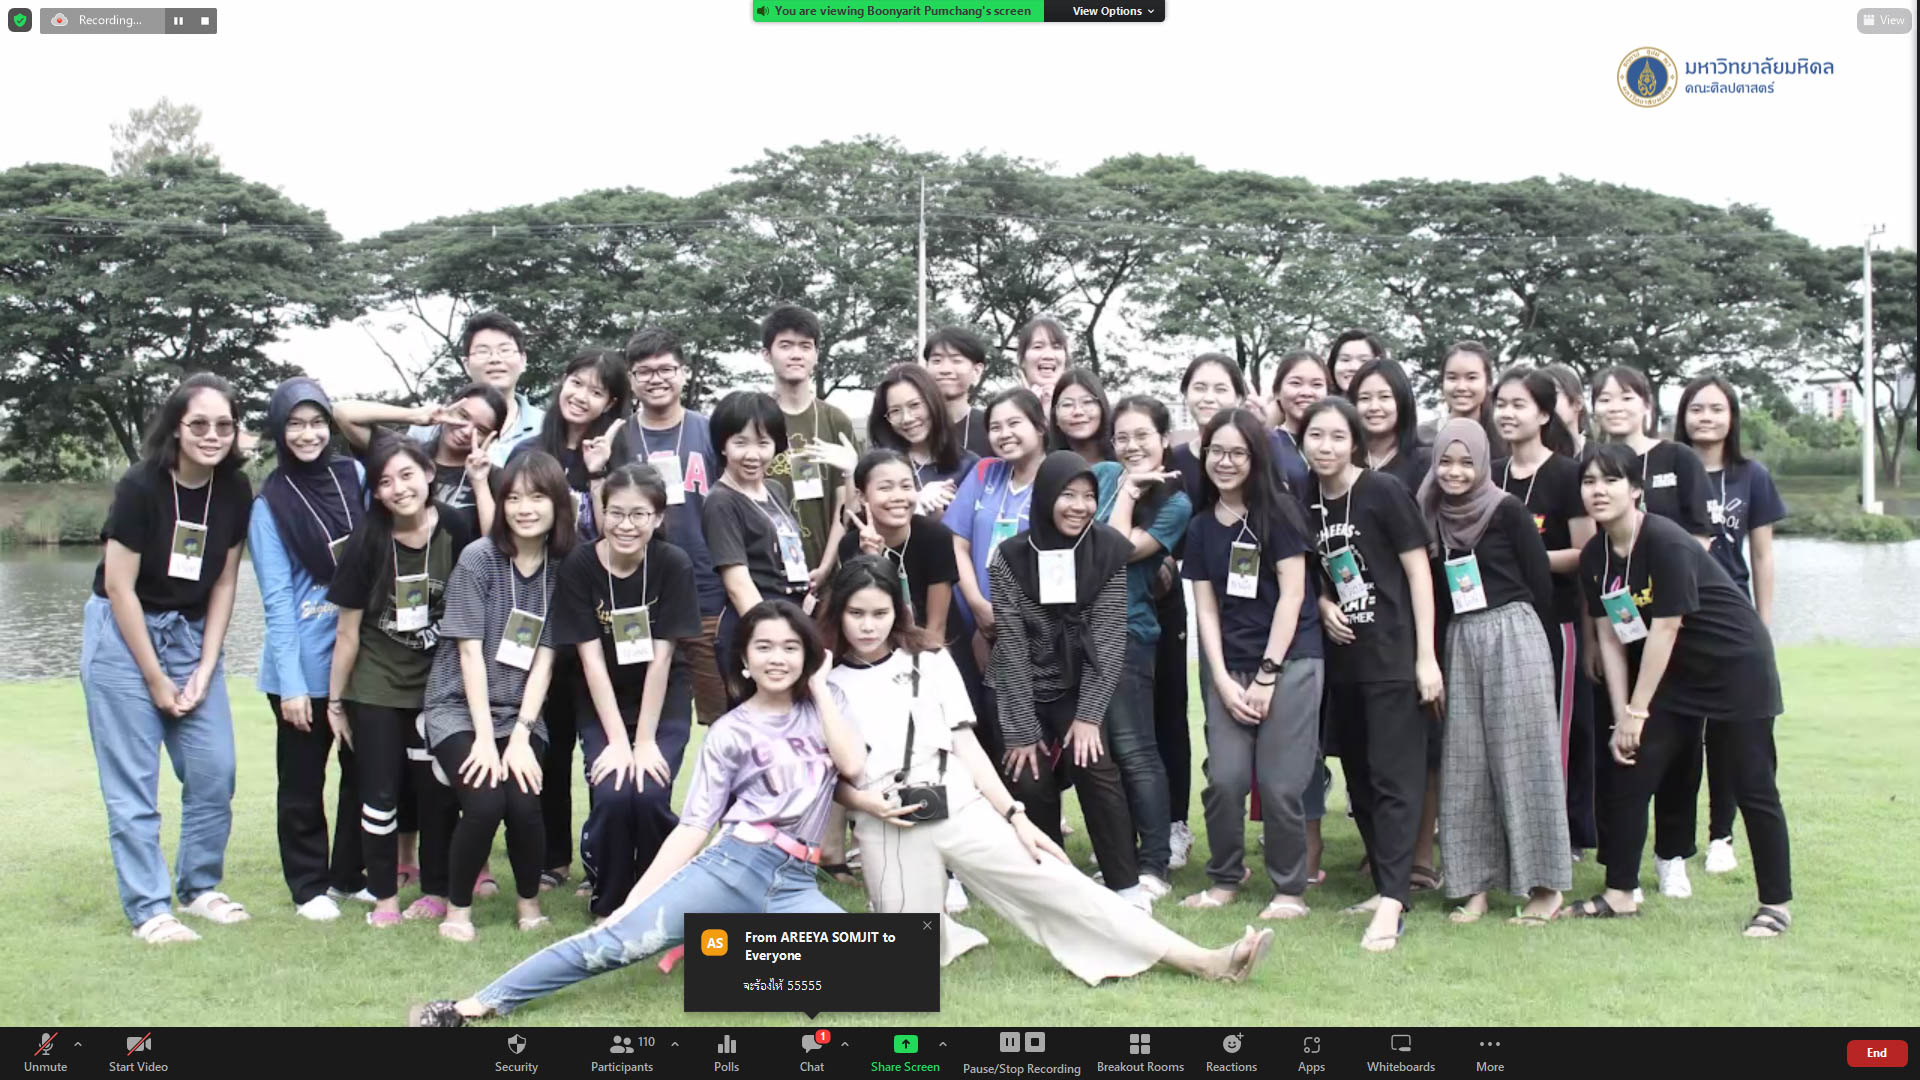 Recording...
You are viewing Boonyarit Pumchang's screen
View Options
View
มหาวิทยาลัยมหิดล
คณะศิลปศาสตร์
GIRL
AS
From AREEYA SOMJIT to
Everyone
จะร้องไห้ 55555
Unmute
Start Video
Security
Participants
110
Polls
Chat
1
Share Screen
Pause/Stop Recording
Breakout Rooms
Reactions
Apps
Whiteboards
More
End